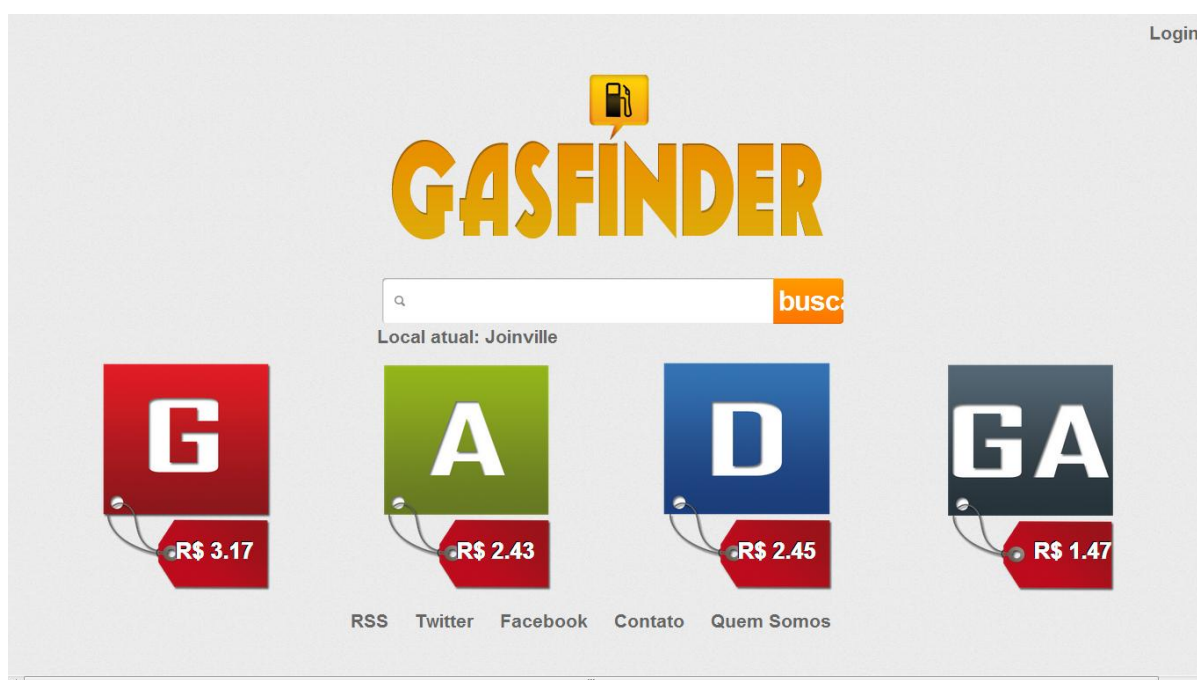 Login
GASFINDER
busca
Local atual: Joinville
G
A
D
GA
R$ 3.17
R$ 2.43
R$ 2.45
R$ 1.47
RSS Twitter Facebook Contato Quem Somos